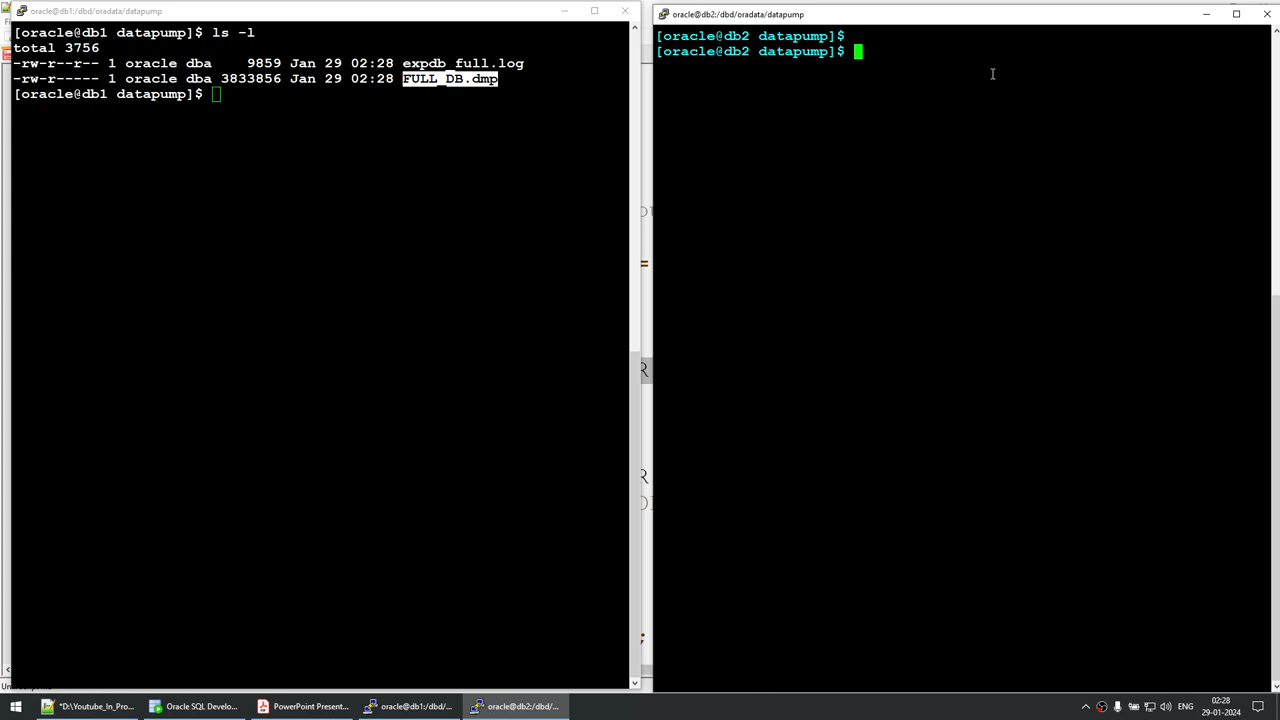 oracle@db1:/dbd/oradata/datapump
[oracle@db1 datapump]$ ls -l
total 3756
-rw-r--r-- 1 oracle dba    9859 Jan 29 02:28 expdb_full.log
-rw-r----- 1 oracle dba 3833856 Jan 29 02:28 FULL_DB.dmp
[oracle@db1 datapump]$
oracle@db2:/dbd/oradata/datapump
[oracle@db2 datapump]$
[oracle@db2 datapump]$
"D:\Youtube_in_Pro...
Oracle SQL Develo...
PowerPoint Present...
oracle@db1:/dbd/...
oracle@db2:/dbd/...
ENG
02:28
29-01-2024